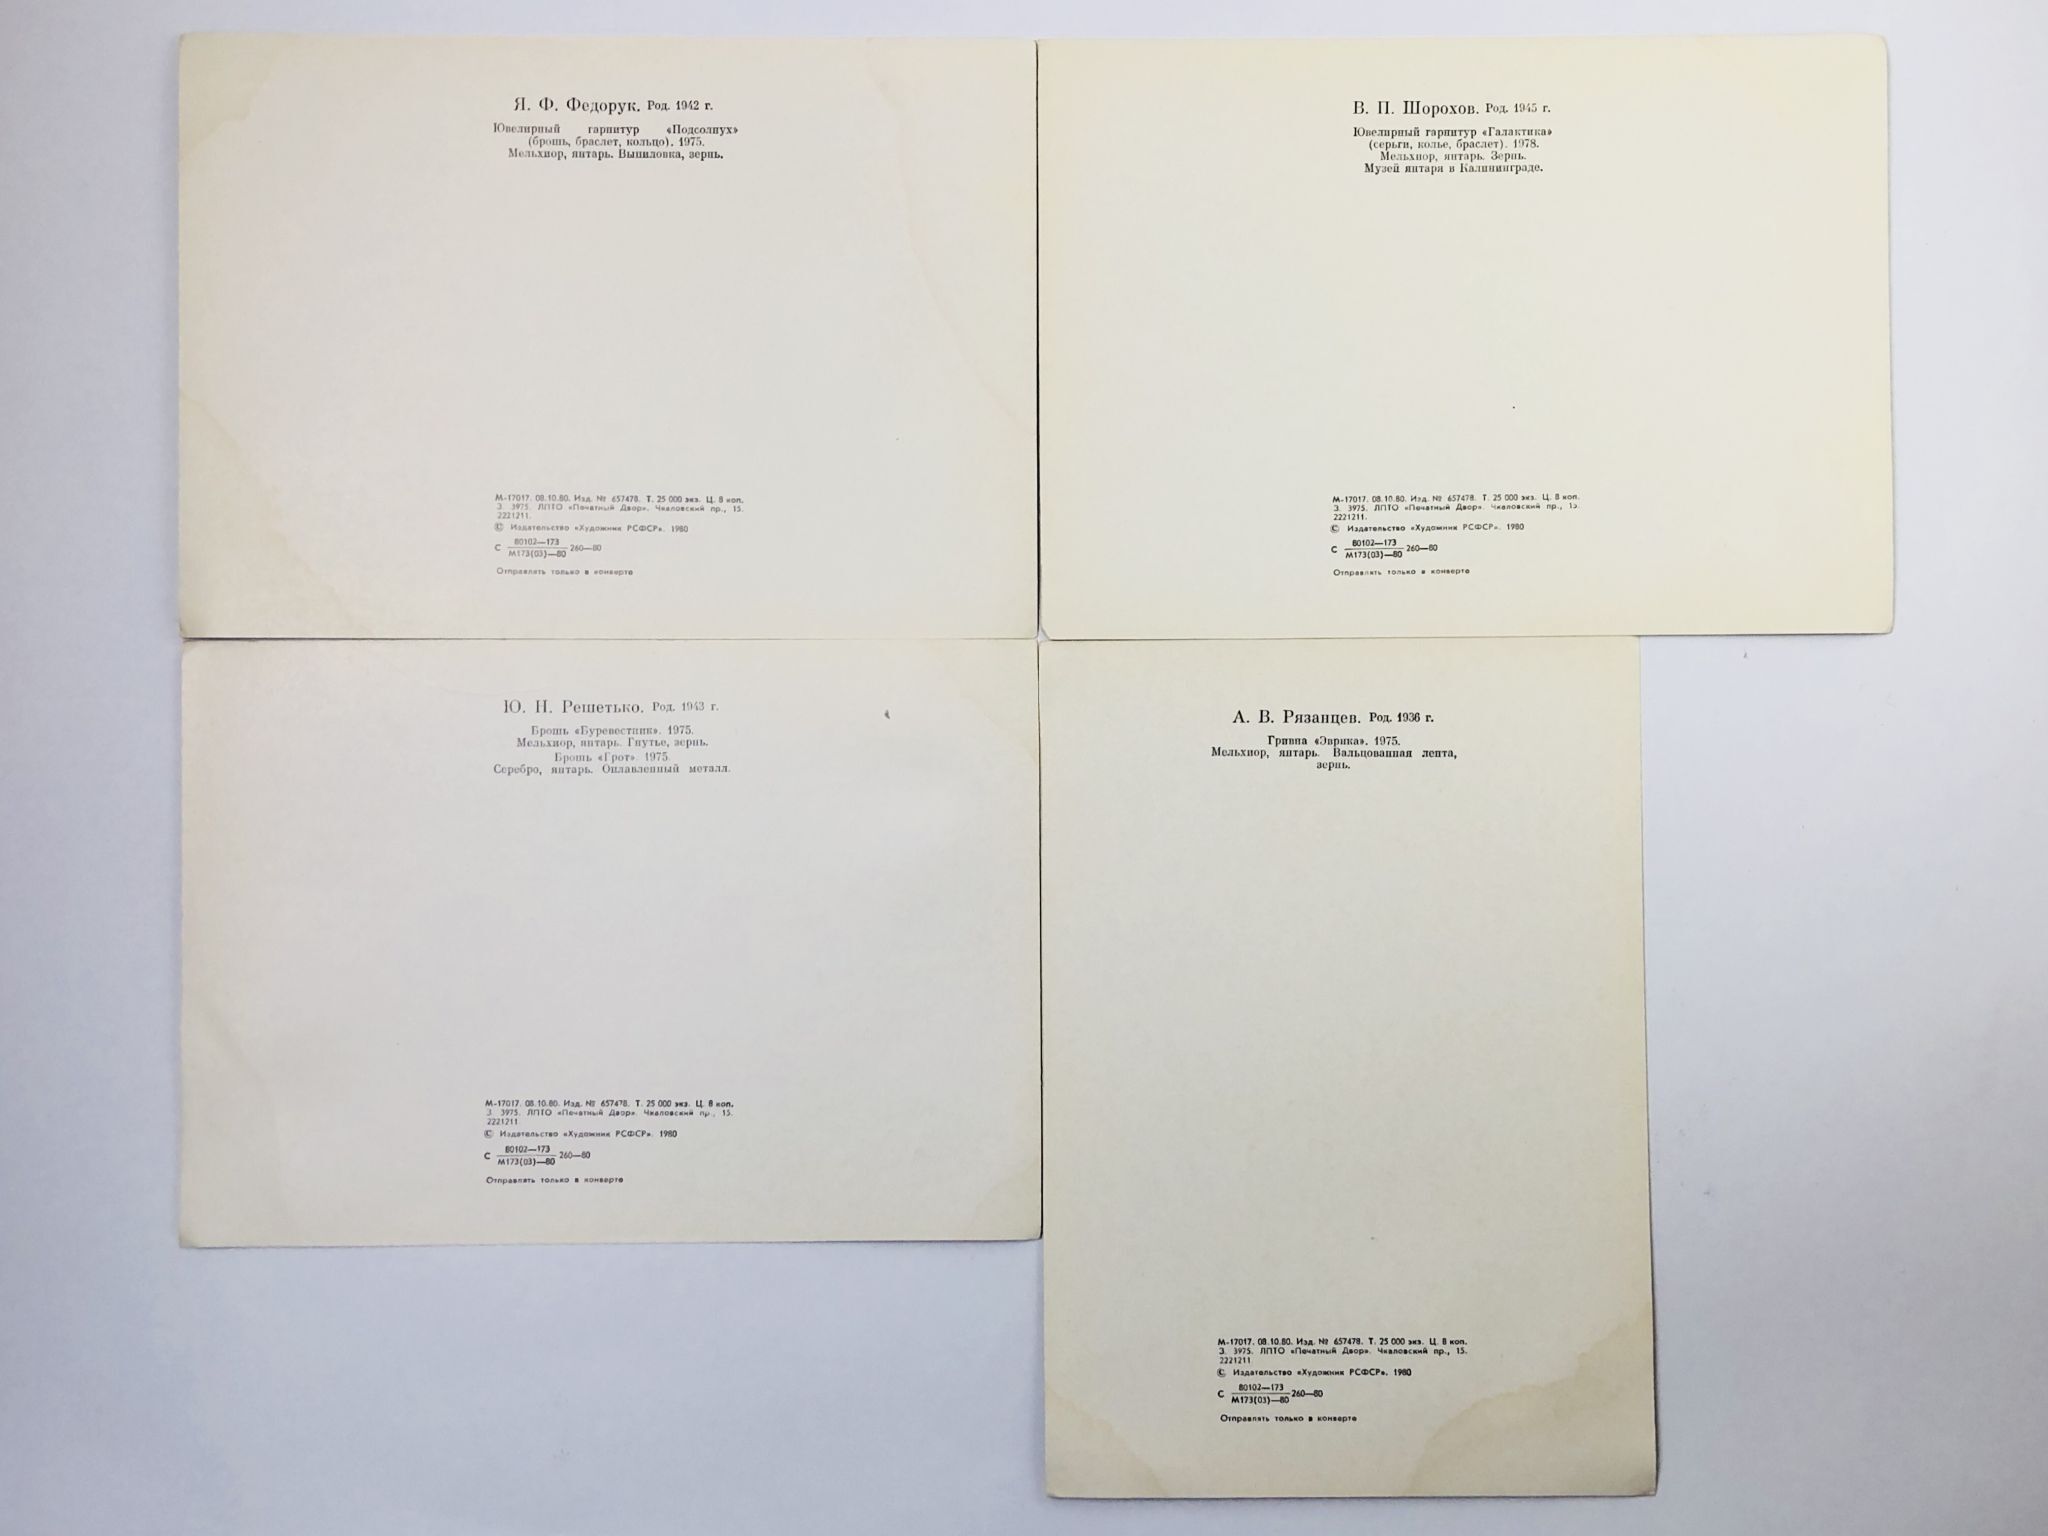 Я. Ф. Федорук. Род. 1942 г.
Ювелирный гарнитур «Подсолнух»
(брошь, браслет, кольцо). 1975.
Мельхиор, янтарь. Выпиловка, зернь.
М-17017. 08.10.80. Изд. № 657478. Т. 25 000 экз. Ц. 8 коп.
З. 3975. ЛПТО «Печатный Двор». Чкаловский пр., 15.
2221211.
© Издательство «Художник РСФСР». 1980
С 80102—173
М173(03)—80 260—80
Отправлять только в конверте
В. П. Шорохов. Род. 1945 г.
Ювелирный гарнитур «Галактика»
(серьги, колье, браслет). 1978.
Мельхиор, янтарь. Зернь.
Музей янтаря в Калининграде.
М-17017. 08.10.80. Изд. № 657478. Т. 25 000 экз. Ц. 8 коп.
З. 3975. ЛПТО «Печатный Двор». Чкаловский пр., 15.
2221211.
© Издательство «Художник РСФСР». 1980
С 80102—173
М173(03)—80 260—80
Отправлять только в конверте
Ю. Н. Решетько. Род. 1943 г.
Брошь «Буревестник». 1975.
Мельхиор, янтарь. Гнутье, зернь.
Брошь «Грот». 1975.
Серебро, янтарь. Оплавленный металл.
М-17017. 08.10.80. Изд. № 657478. Т. 25 000 экз. Ц. 8 коп.
З. 3975. ЛПТО «Печатный Двор». Чкаловский пр., 15.
2221211
© Издательство «Художник РСФСР». 1980
С 80102—173
М173(03)—80 260—80
Отправлять только в конверте
А. В. Рязанцев. Род. 1936 г.
Гривна «Эврика». 1975.
Мельхиор, янтарь. Вальцованная лента,
зернь.
М-17017. 08.10.80. Изд. № 657478. Т. 25 000 экз. Ц. 8 коп.
З. 3975. ЛПТО «Печатный Двор». Чкаловский пр., 15.
2221211
© Издательство «Художник РСФСР». 1980
С 80102—173
М173(03)—80 260—80
Отправлять только в конверте